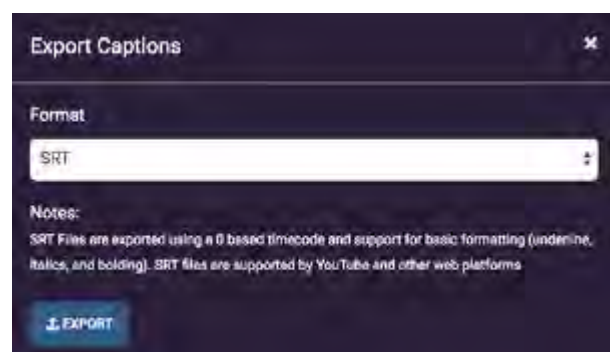 Export Captions
Format
SRT
Notes:
SRT Files are exported using a 0 based timecode and support for basic formatting (underline,
italics, and bolding). SRT files are supported by YouTube and other web platforms
EXPORT